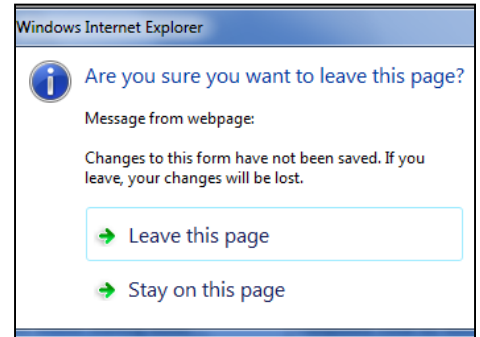 Windows Internet Explorer
Are you sure you want to leave this page?
Message from webpage:
Changes to this form have not been saved. If you
leave, your changes will be lost.
Leave this page
Stay on this page